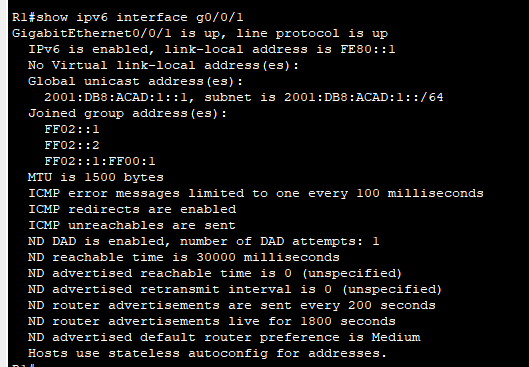 R1#show ipv6 interface g0/0/1
GigabitEthernet0/0/1 is up, line protocol is up
IPv6 is enabled, link-local address is FE80::1
No Virtual link-local address(es):
Global unicast address(es):
2001:DB8:ACAD:1::1, subnet is 2001:DB8:ACAD:1::/64
Joined group address(es):
FF02::1
FF02::2
FF02::1:FF00:1
MTU is 1500 bytes
ICMP error messages limited to one every 100 milliseconds
ICMP redirects are enabled
ICMP unreachables are sent
ND DAD is enabled, number of DAD attempts: 1
ND reachable time is 30000 milliseconds
ND advertised reachable time is 0 (unspecified)
ND advertised retransmit interval is 0 (unspecified)
ND router advertisements are sent every 200 seconds
ND router advertisements live for 1800 seconds
ND advertised default router preference is Medium
Hosts use stateless autoconfig for addresses.
R1#